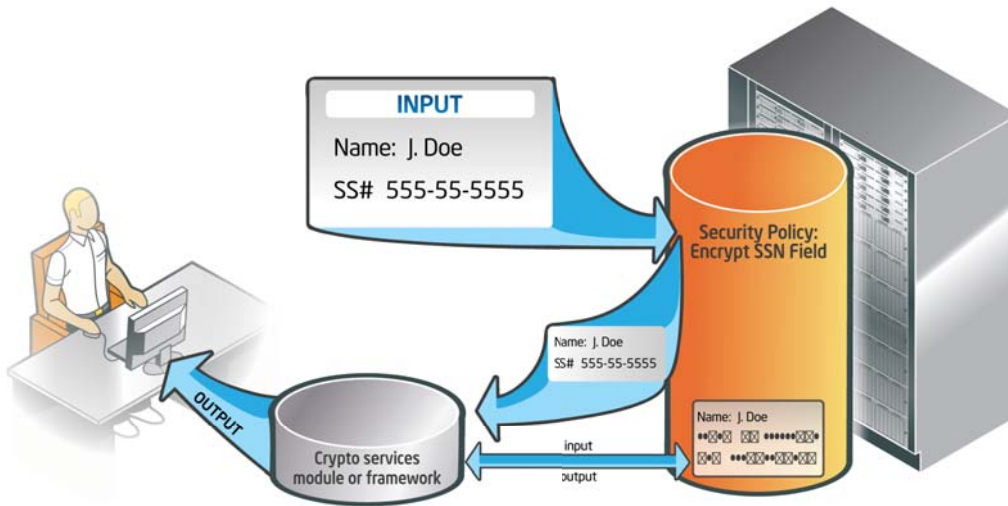 INPUT
Name: J. Doe
SS# 555-55-5555
Security Policy:
Encrypt SSN Field
Name: J. Doe
SS# 555-55-5555
OUTPUT
Crypto services
module or framework
input
output
Name: J. Doe